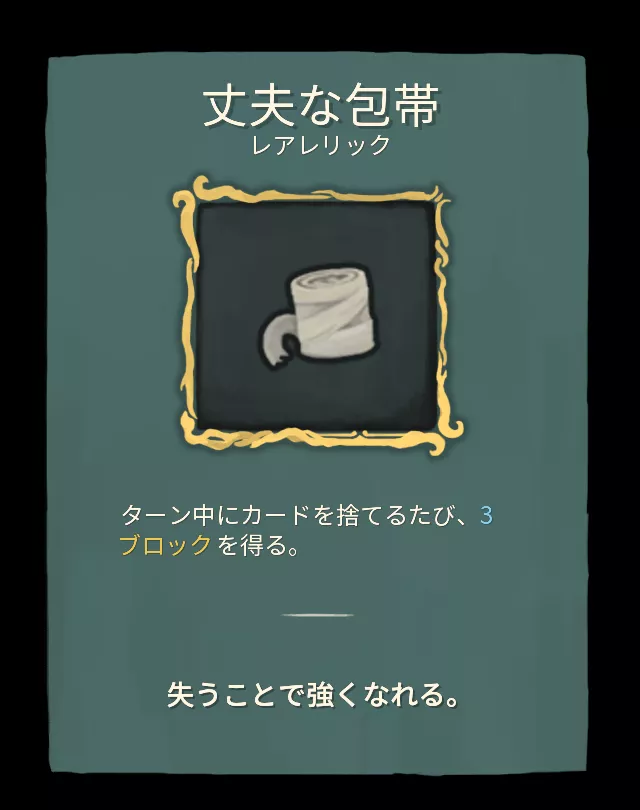 丈夫な包帯
レアレリック
ターン中にカードを捨てるたび、3
ブロックを得る。
失うことで強くなれる。